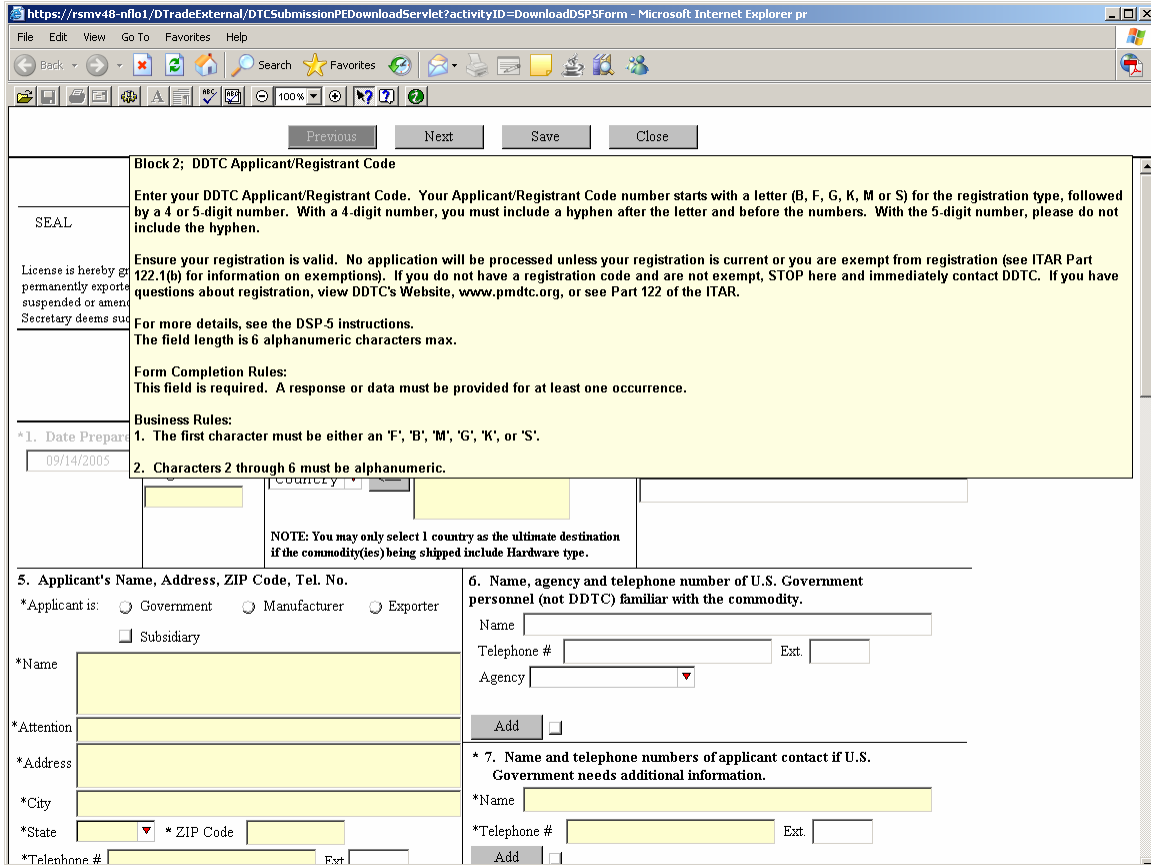 https://rsmv48-nflo1/DTradeExternal/DTCSubmissionPEDownloadServlet?activityID=DownloadDSP5Form - Microsoft Internet Explorer pr
File Edit View Go To Favorites Help
Back Search Favorites
100%
Previous Next Save Close
Block 2; DDTC Applicant/Registrant Code
Enter your DDTC Applicant/Registrant Code. Your Applicant/Registrant Code number starts with a letter (B, F, G, K, M or S) for the registration type, followed
by a 4 or 5-digit number. With a 4-digit number, you must include a hyphen after the letter and before the numbers. With the 5-digit number, please do not
include the hyphen.
Ensure your registration is valid. No application will be processed unless your registration is current or you are exempt from registration (see ITAR Part
122.1(b) for information on exemptions). If you do not have a registration code and are not exempt, STOP here and immediately contact DDTC. If you have
questions about registration, view DDTC's Website, www.pmdtc.org, or see Part 122 of the ITAR.
For more details, see the DSP-5 instructions.
The field length is 6 alphanumeric characters max.
Form Completion Rules:
This field is required. A response or data must be provided for at least one occurrence.
Business Rules:
1. The first character must be either an 'F', 'B', 'M', 'G', 'K', or 'S'.
2. Characters 2 through 6 must be alphanumeric.
SEAL
License is hereby gr
permanently exporte
suspended or amend
Secretary deems suc
*1. Date Prepare
09/14/2005
Country <=
NOTE: You may only select 1 country as the ultimate destination
if the commodity(ies) being shipped include Hardware type.
5. Applicant's Name, Address, ZIP Code, Tel. No.
*Applicant is: Government Manufacturer Exporter
Subsidiary
*Name
*Attention
*Address
*City
*State * ZIP Code
*Telephone # Ext
6. Name, agency and telephone number of U.S. Government
personnel (not DDTC) familiar with the commodity.
Name
Telephone # Ext.
Agency
Add
* 7. Name and telephone numbers of applicant contact if U.S.
Government needs additional information.
*Name
*Telephone # Ext.
Add